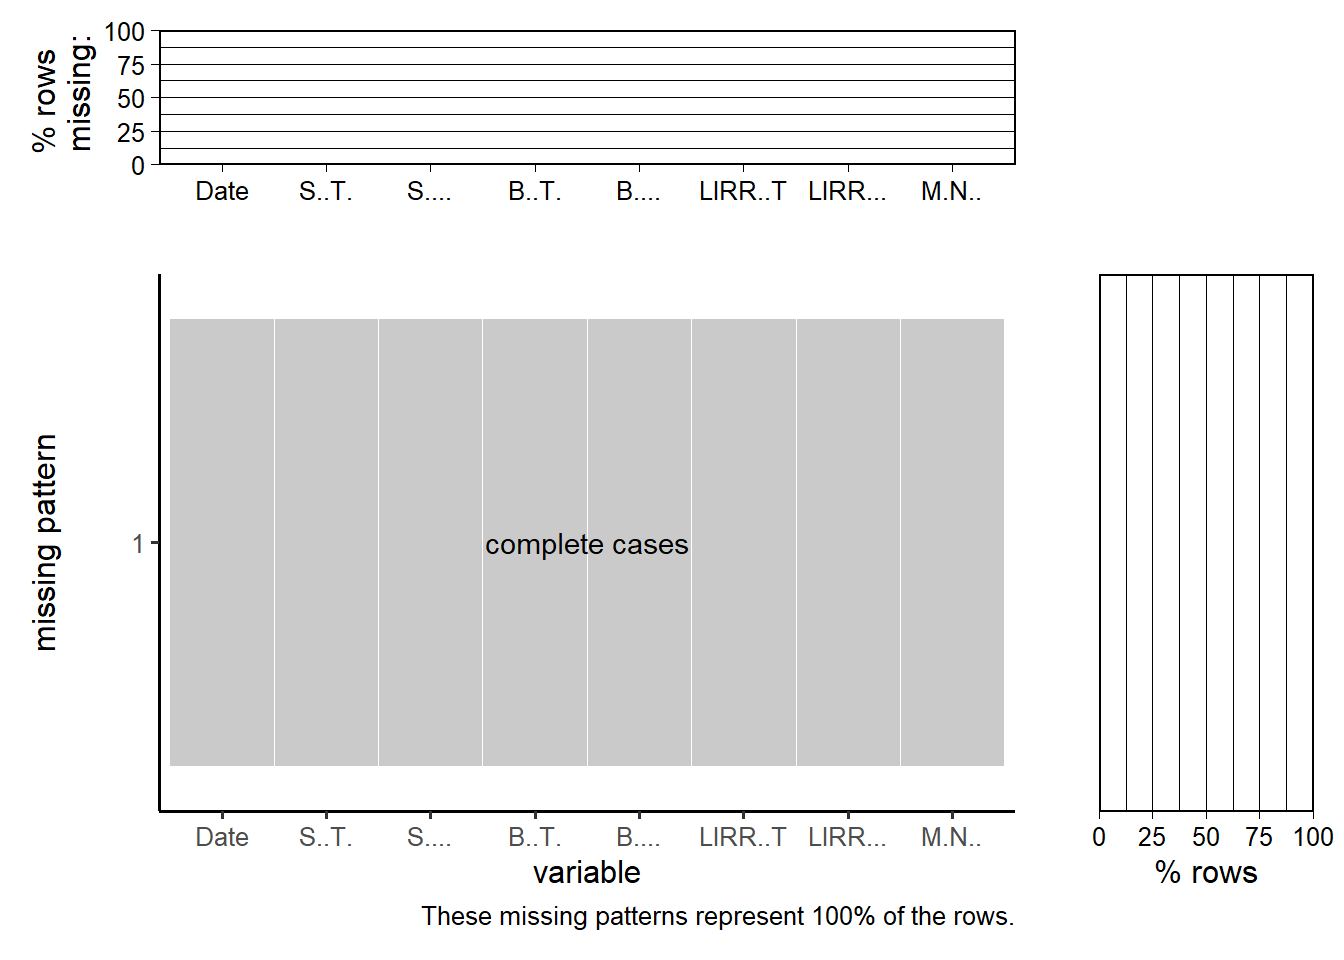 % rows
missing:
100
75
50
25
0
Date S..T. S.... B..T. B.... LIRR..T LIRR... M.N..
missing pattern
1
complete cases
Date S..T. S.... B..T. B.... LIRR..T LIRR... M.N..
variable
0 25 50 75 100
% rows
These missing patterns represent 100% of the rows.